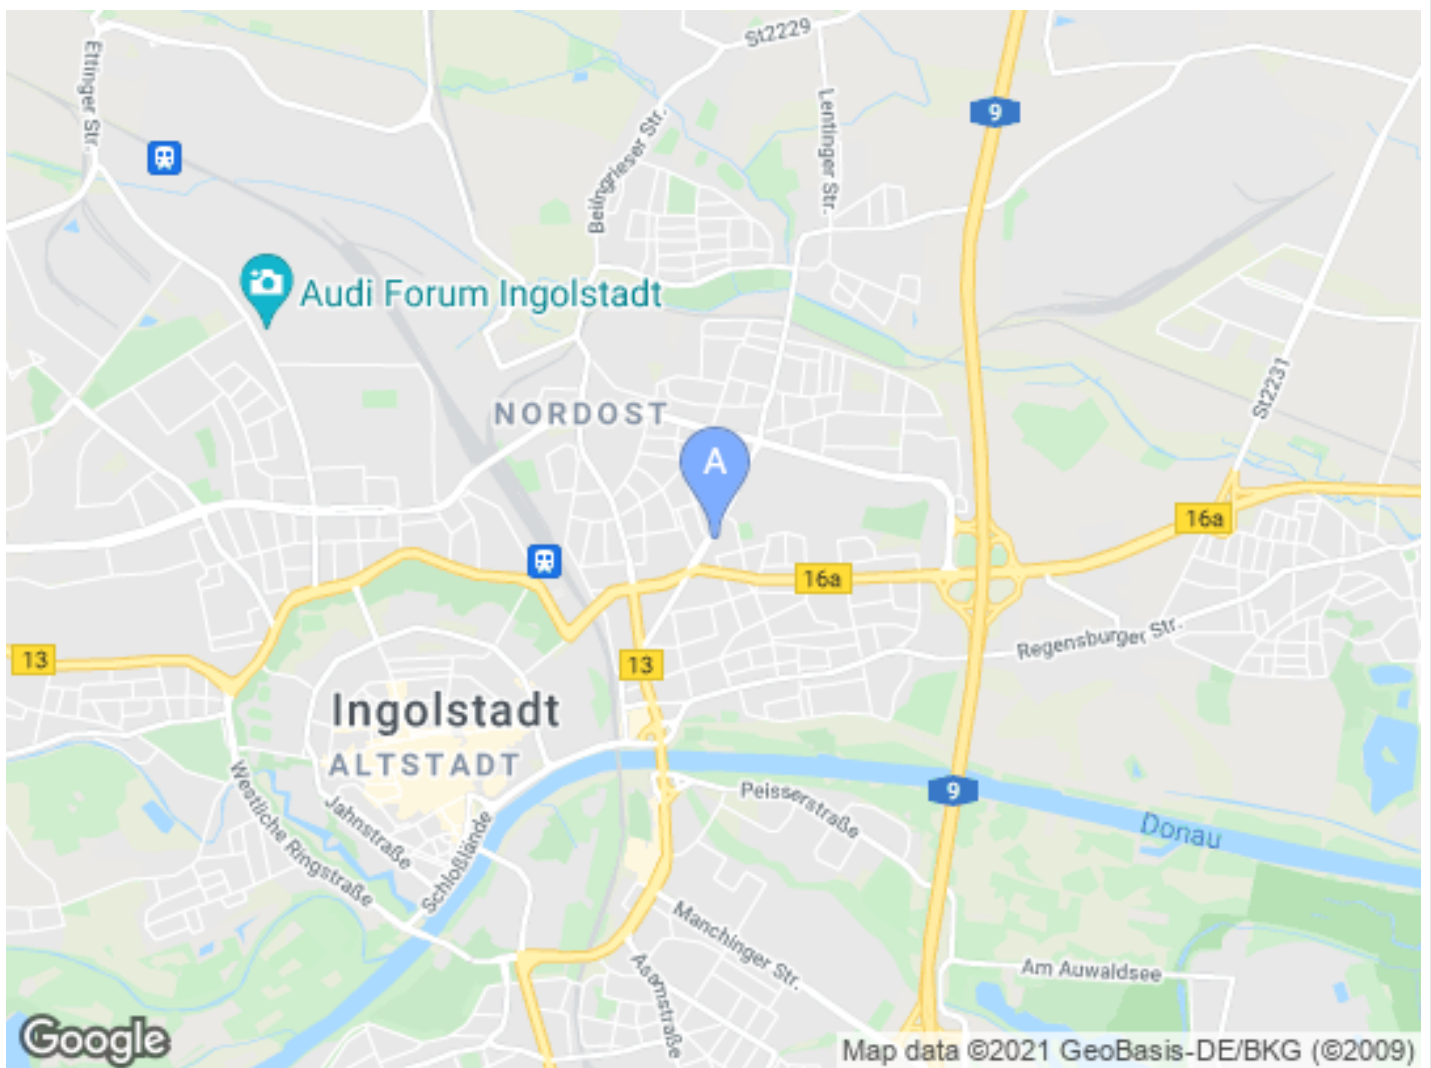 St2229
Ettinger Str.
Lentinger Str.
9
Beilngrieser Str.
Audi Forum Ingolstadt
St2231
NORDOST
A
16a
16a
13
13
Regensburger Str.
Ingolstadt
ALTSTADT
Westliche Ringstraße
Jahnstraße
Schloßlände
Peisserstraße
9
Donau
Manchinger Str.
Asamstraße
Am Auwaldsee
Google
Map data ©2021 GeoBasis-DE/BKG (©2009)